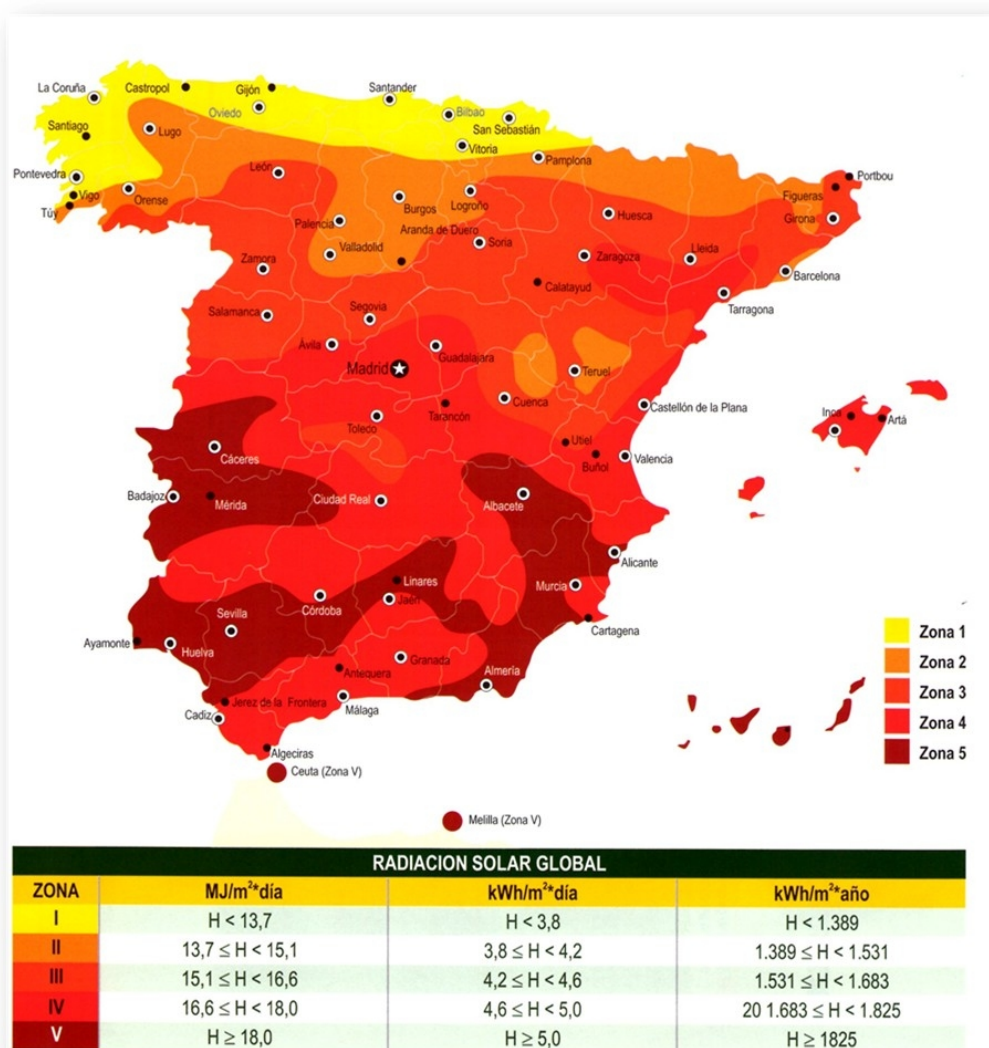 La Coruña
Castropol
Gijón
Santander
Oviedo
Bilbao
San Sebastián
Santiago
Lugo
Vitoria
Pamplona
Pontevedra
León
Portbou
Vigo
Orense
Burgos
Logroño
Figueras
Túy
Huesca
Girona
Palencia
Aranda de Duero
Soria
Valladolid
Zaragoza
Lleida
Zamora
Barcelona
Calatayud
Tarragona
Salamanca
Segovia
Ávila
Guadalajara
Madrid
Teruel
Cuenca
Castellón de la Plana
Tarancón
Inca
Artá
Toledo
Utiel
Cáceres
Buñol
Valencia
Badajoz
Mérida
Ciudad Real
Albacete
Alicante
Linares
Murcia
Jaén
Córdoba
Sevilla
Cartagena
Ayamonte
Huelva
Granada
Antequera
Almería
Jerez de la Frontera
Málaga
Cadiz
Algeciras
Ceuta (Zona V)
Melilla (Zona V)
Zona 1
Zona 2
Zona 3
Zona 4
Zona 5
RADIACION SOLAR GLOBAL
ZONA MJ/m²*día kWh/m²*día kWh/m²*año
I H < 13,7 H < 3,8 H < 1.389
II 13,7 ≤ H < 15,1 3,8 ≤ H < 4,2 1.389 ≤ H < 1.531
III 15,1 ≤ H < 16,6 4,2 ≤ H < 4,6 1.531 ≤ H < 1.683
IV 16,6 ≤ H < 18,0 4,6 ≤ H < 5,0 20 1.683 ≤ H < 1.825
V H ≥ 18,0 H ≥ 5,0 H ≥ 1825